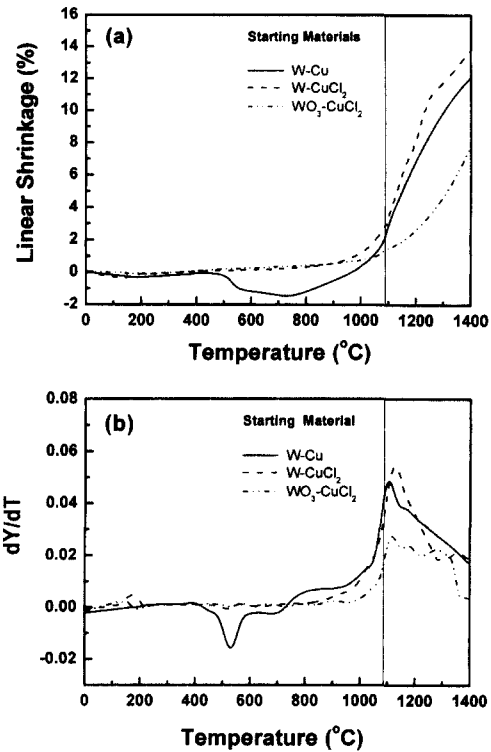 (a)
Starting Materials
W-Cu
W-CuCl2
WO3-CuCl2
Linear Shrinkage (%)
16
14
12
10
8
6
4
2
0
-2
0 200 400 600 800 1000 1200 1400
Temperature (°C)
(b)
Starting Material
W-Cu
W-CuCl2
WO3-CuCl2
dY/dT
0.08
0.06
0.04
0.02
0.00
-0.02
0 200 400 600 800 1000 1200 1400
Temperature (°C)